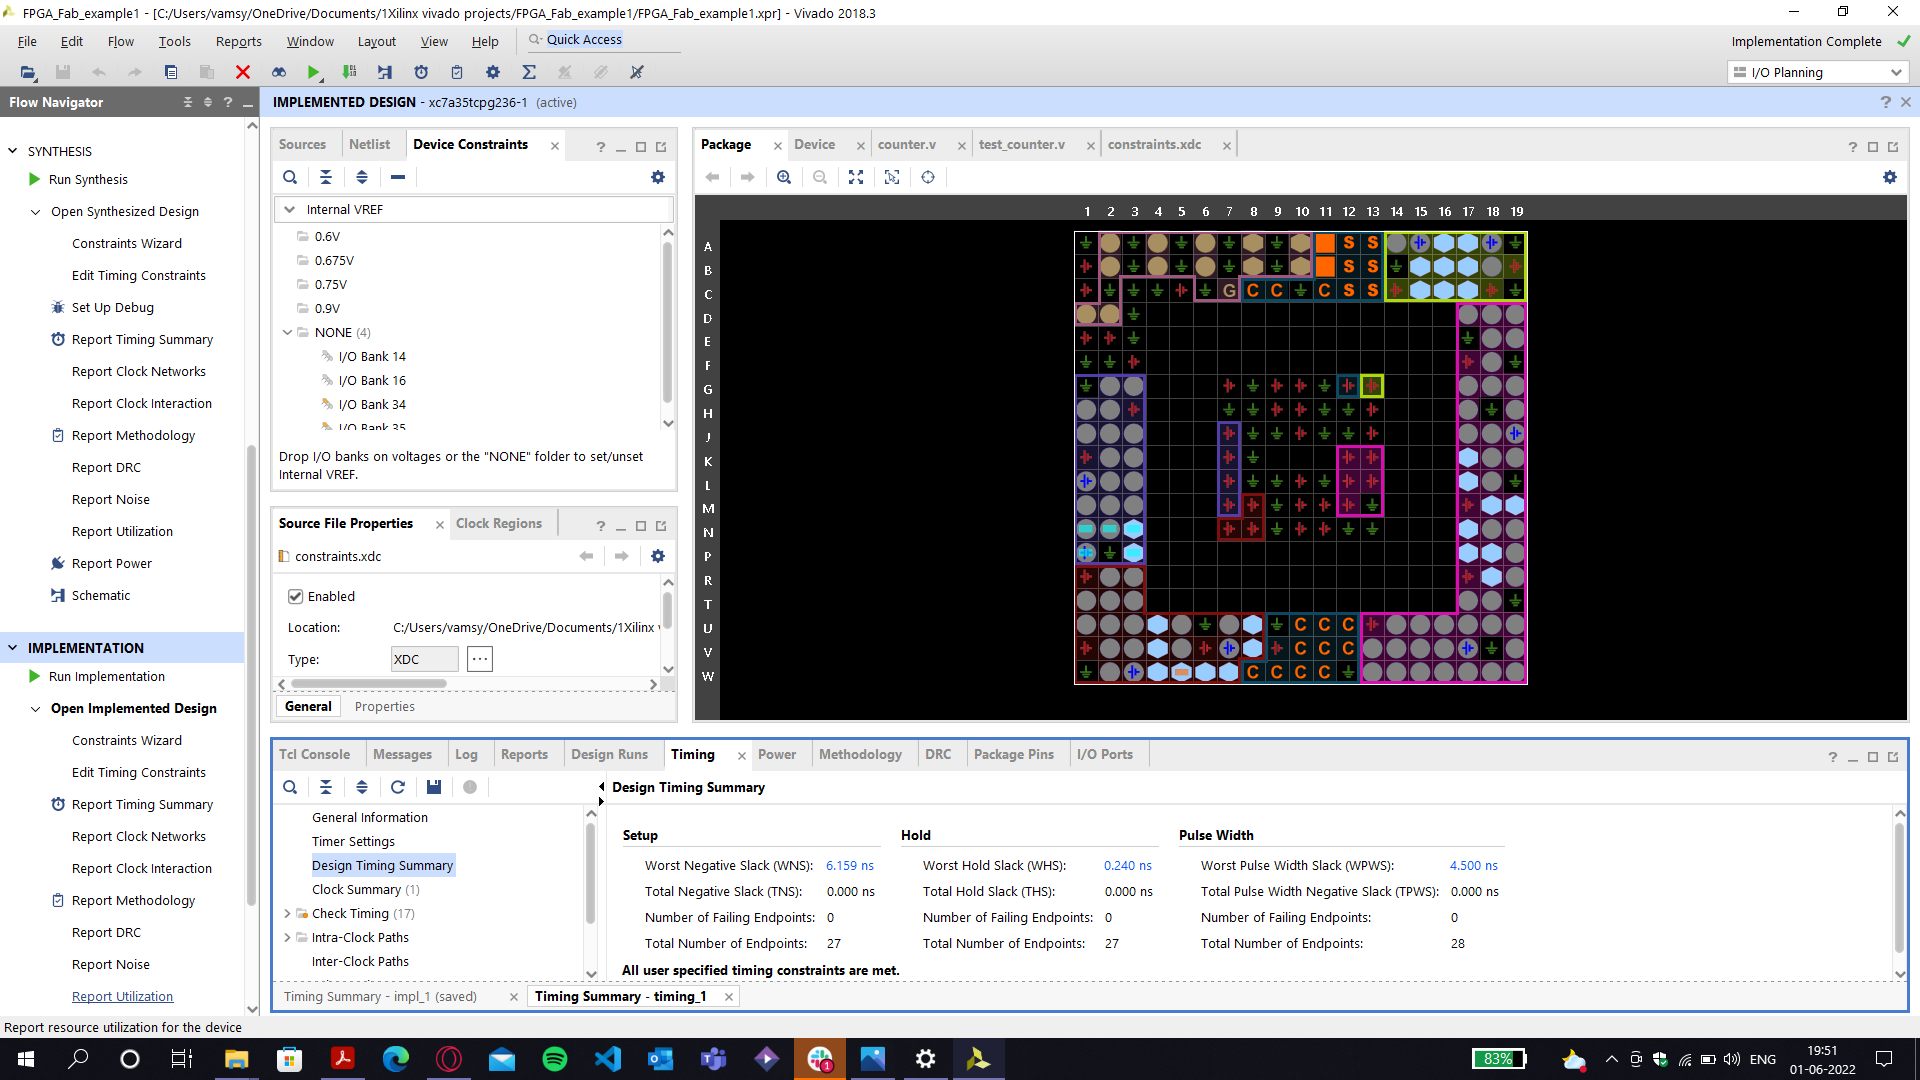 FPGA_Fab_example1 - [C:/Users/vamsy/OneDrive/Documents/1Xilinx vivado projects/FPGA_Fab_example1/FPGA_Fab_example1.xpr] - Vivado 2018.3
File Edit Flow Tools Reports Window Layout View Help Quick Access
Implementation Complete
I/O Planning
Flow Navigator
SYNTHESIS
Run Synthesis
Open Synthesized Design
Constraints Wizard
Edit Timing Constraints
Set Up Debug
Report Timing Summary
Report Clock Networks
Report Clock Interaction
Report Methodology
Report DRC
Report Noise
Report Utilization
Report Power
Schematic
IMPLEMENTATION
Run Implementation
Open Implemented Design
Constraints Wizard
Edit Timing Constraints
Report Timing Summary
Report Clock Networks
Report Clock Interaction
Report Methodology
Report DRC
Report Noise
Report Utilization
IMPLEMENTED DESIGN - xc7a35tcpg236-1 (active)
Sources Netlist Device Constraints
Internal VREF
0.6V
0.675V
0.75V
0.9V
NONE (4)
I/O Bank 14
I/O Bank 16
I/O Bank 34
I/O Bank 35
Drop I/O banks on voltages or the "NONE" folder to set/unset
Internal VREF.
Source File Properties Clock Regions
constraints.xdc
Enabled
Location: C:/Users/vamsy/OneDrive/Documents/1Xilinx
Type: XDC
General Properties
Package Device counter.v test_counter.v constraints.xdc
1 2 3 4 5 6 7 8 9 10 11 12 13 14 15 16 17 18 19
A S S
B S S
C G C C C S S
D
E
F
G
H
J
K
L
M
N
P
R
T
U C C C
V C C C
W C C C C
Tcl Console Messages Log Reports Design Runs Timing Power Methodology DRC Package Pins I/O Ports
General Information
Timer Settings
Design Timing Summary
Clock Summary (1)
Check Timing (17)
Intra-Clock Paths
Inter-Clock Paths
Design Timing Summary
Setup Hold Pulse Width
Worst Negative Slack (WNS): 6.159 ns Worst Hold Slack (WHS): 0.240 ns Worst Pulse Width Slack (WPWS): 4.500 ns
Total Negative Slack (TNS): 0.000 ns Total Hold Slack (THS): 0.000 ns Total Pulse Width Negative Slack (TPWS): 0.000 ns
Number of Failing Endpoints: 0 Number of Failing Endpoints: 0 Number of Failing Endpoints: 0
Total Number of Endpoints: 27 Total Number of Endpoints: 27 Total Number of Endpoints: 28
All user specified timing constraints are met.
Timing Summary - impl_1 (saved) Timing Summary - timing_1
Report resource utilization for the device
83%
ENG
19:51
01-06-2022